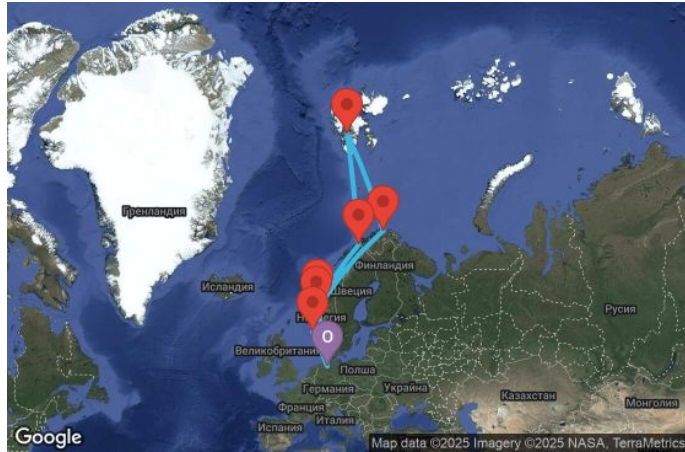 Гренландия
Исландия
Финландия
Швеция
Норвегия
Русия
Великобритания
Полша
Германия
Украйна
Казахстан
Монголия
Франция
Италия
Испания
O
Google
Map data ©2025 Imagery ©2025 NASA, TerraMetrics